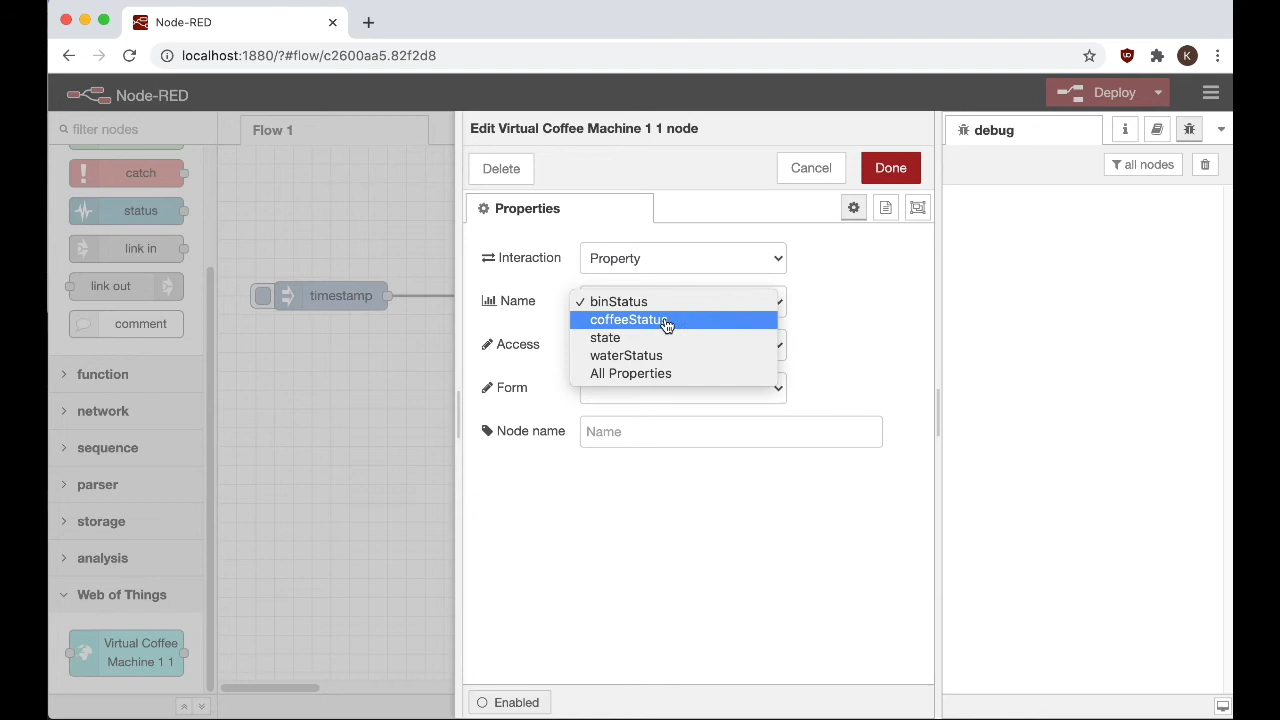 Node-RED
localhost:1880/?#flow/c2600aa5.82f2d8
K
Node-RED
Deploy
filter nodes
Flow 1
catch
status
link in
link out
comment
function
network
sequence
parser
storage
analysis
Web of Things
Virtual Coffee
Machine 1 1
timestamp
Edit Virtual Coffee Machine 1 1 node
Delete
Cancel
Done
Properties
Interaction
Property
Name
binStatus
coffeeStatus
state
waterStatus
All Properties
Access
Form
Node name
Name
Enabled
debug
i
all nodes